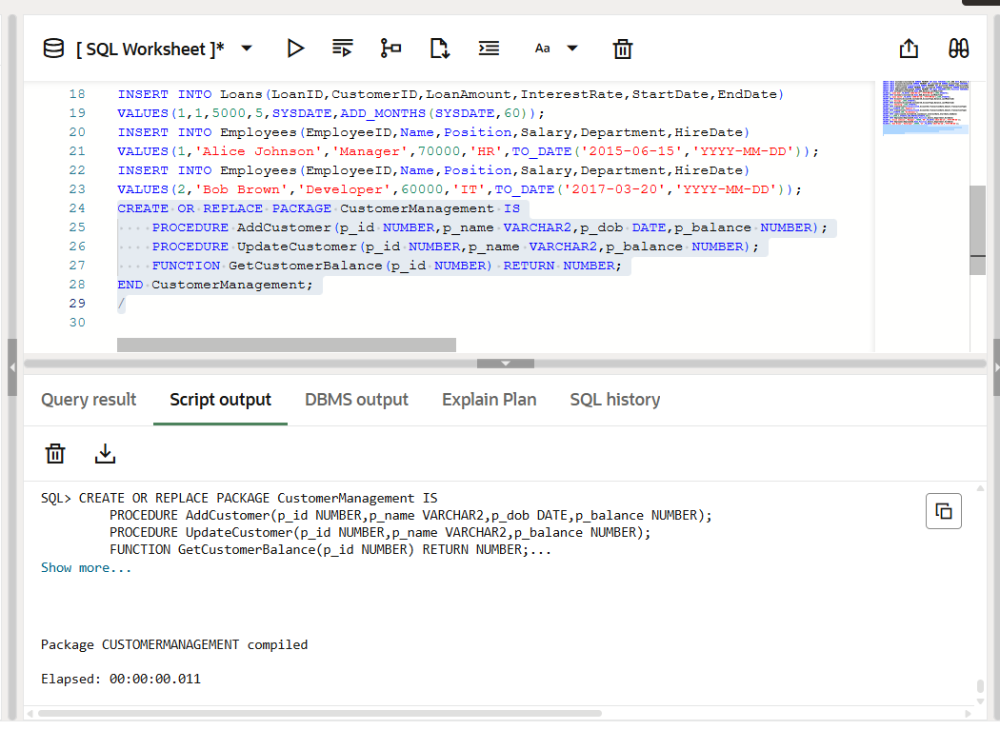 [ SQL Worksheet ]*
Aa
18 INSERT INTO Loans(LoanID,CustomerID,LoanAmount,InterestRate,StartDate,EndDate)
19 VALUES(1,1,5000,5,SYSDATE,ADD_MONTHS(SYSDATE,60));
20 INSERT INTO Employees(EmployeeID,Name,Position,Salary,Department,HireDate)
21 VALUES(1,'Alice Johnson','Manager',70000,'HR',TO_DATE('2015-06-15','YYYY-MM-DD'));
22 INSERT INTO Employees(EmployeeID,Name,Position,Salary,Department,HireDate)
23 VALUES(2,'Bob Brown','Developer',60000,'IT',TO_DATE('2017-03-20','YYYY-MM-DD'));
24 CREATE OR REPLACE PACKAGE CustomerManagement IS
25     PROCEDURE AddCustomer(p_id NUMBER,p_name VARCHAR2,p_dob DATE,p_balance NUMBER);
26     PROCEDURE UpdateCustomer(p_id NUMBER,p_name VARCHAR2,p_balance NUMBER);
27     FUNCTION GetCustomerBalance(p_id NUMBER) RETURN NUMBER;
28 END CustomerManagement;
29 /
30
Query result Script output DBMS output Explain Plan SQL history
SQL> CREATE OR REPLACE PACKAGE CustomerManagement IS
PROCEDURE AddCustomer(p_id NUMBER,p_name VARCHAR2,p_dob DATE,p_balance NUMBER);
PROCEDURE UpdateCustomer(p_id NUMBER,p_name VARCHAR2,p_balance NUMBER);
FUNCTION GetCustomerBalance(p_id NUMBER) RETURN NUMBER;...
Show more...
Package CUSTOMERMANAGEMENT compiled
Elapsed: 00:00:00.011